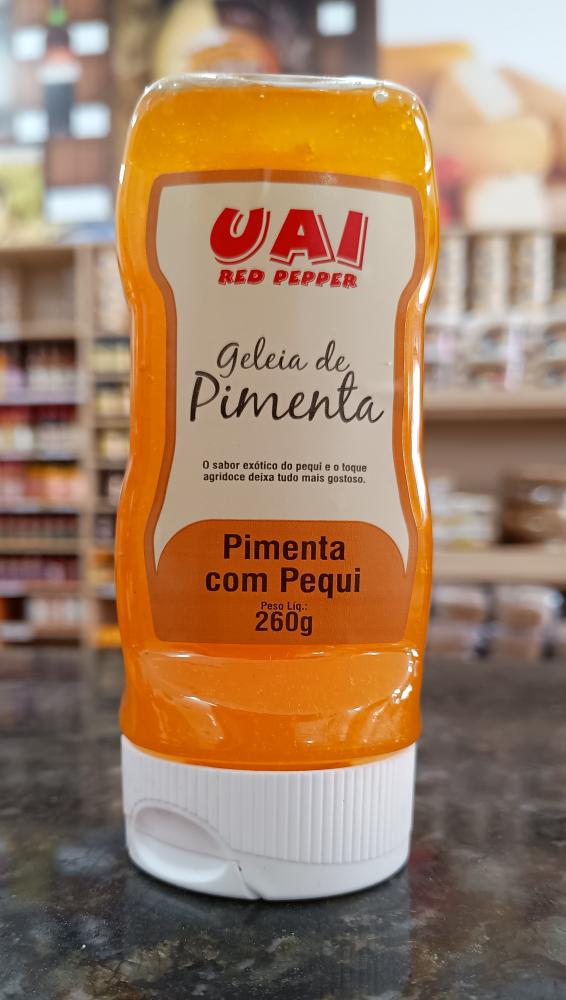 UAI
RED PEPPER
Geleia de
Pimenta
O sabor exótico do pequi e o toque
agridoce deixa tudo mais gostoso.
Pimenta
com Pequi
Peso Liq.:
260g